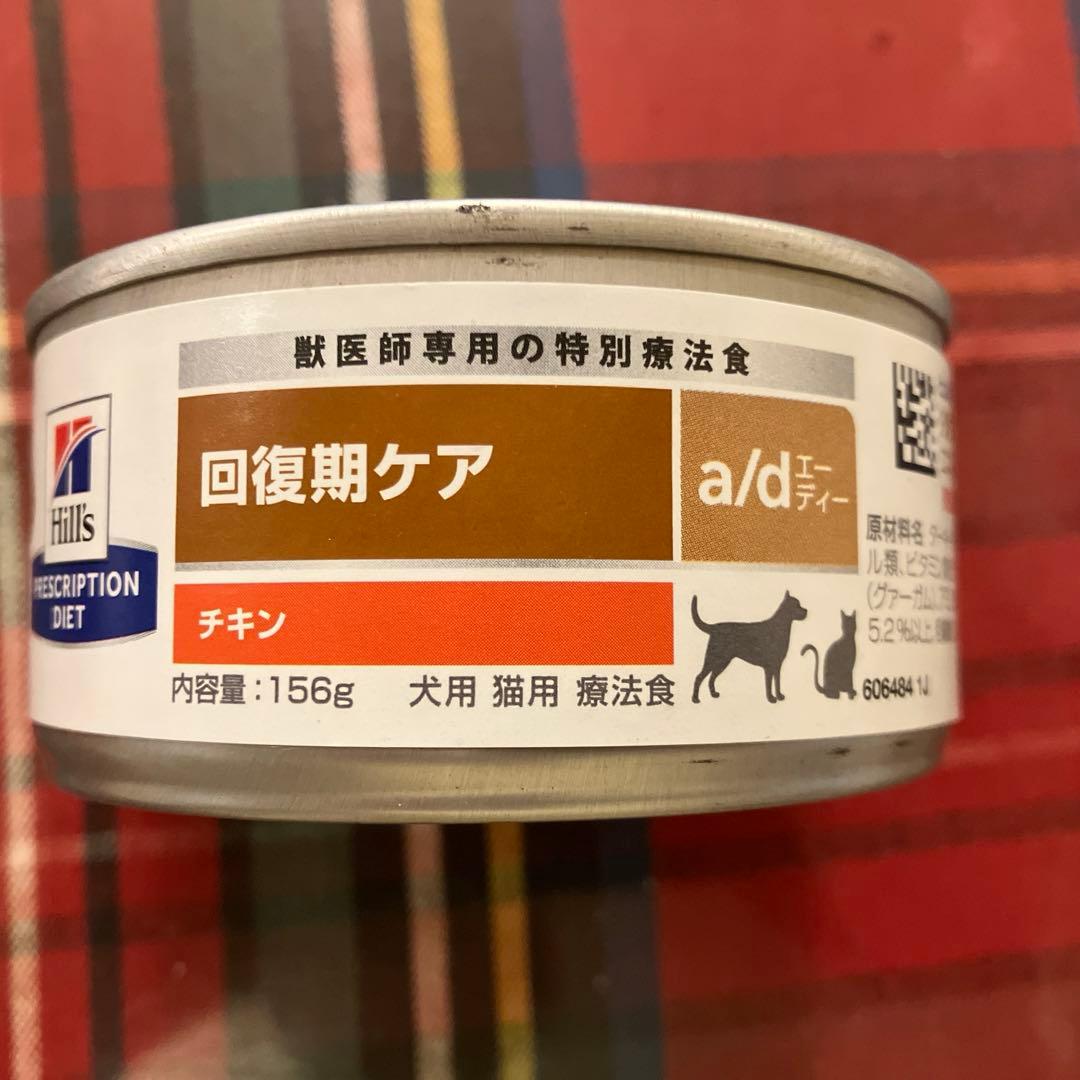 獣医師専用の特別療法食
回復期ケア
a/d エーディー
チキン
内容量:156g 犬用 猫用 療法食
Hill's
PRESCRIPTION
DIET
原材料名
ル類、ビタミン
(グァーガム)
5.2%以上
606484 1J